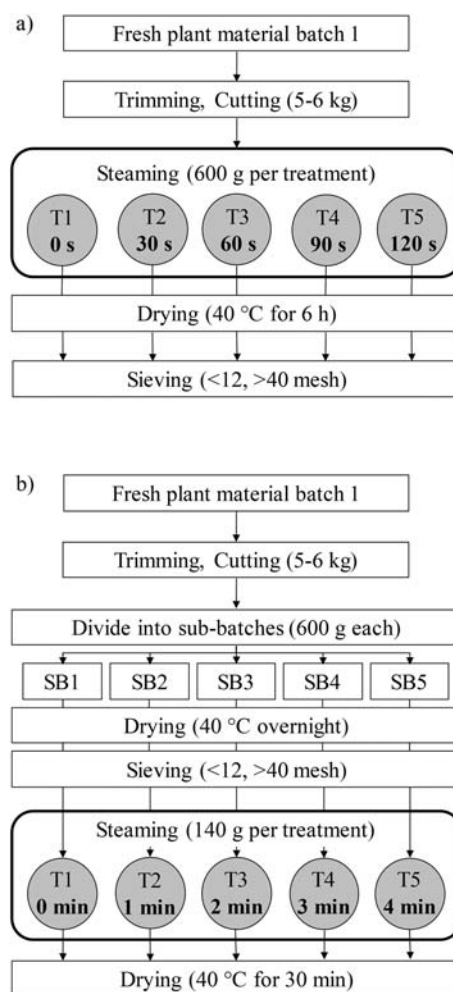 a)
Fresh plant material batch 1
Trimming, Cutting (5-6 kg)
Steaming (600 g per treatment)
T1 T2 T3 T4 T5
0 s 30 s 60 s 90 s 120 s
Drying (40 °C for 6 h)
Sieving (<12, >40 mesh)
b)
Fresh plant material batch 1
Trimming, Cutting (5-6 kg)
Divide into sub-batches (600 g each)
SB1 SB2 SB3 SB4 SB5
Drying (40 °C overnight)
Sieving (<12, >40 mesh)
Steaming (140 g per treatment)
T1 T2 T3 T4 T5
0 min 1 min 2 min 3 min 4 min
Drying (40 °C for 30 min)